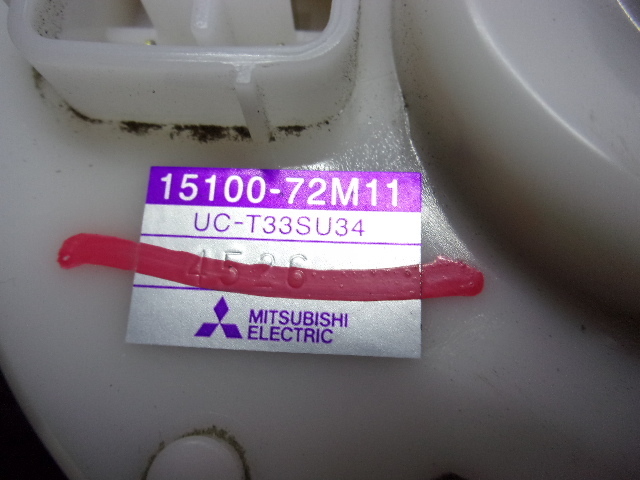 15100-72M11
UC-T33SU34
4526
MITSUBISHI
ELECTRIC